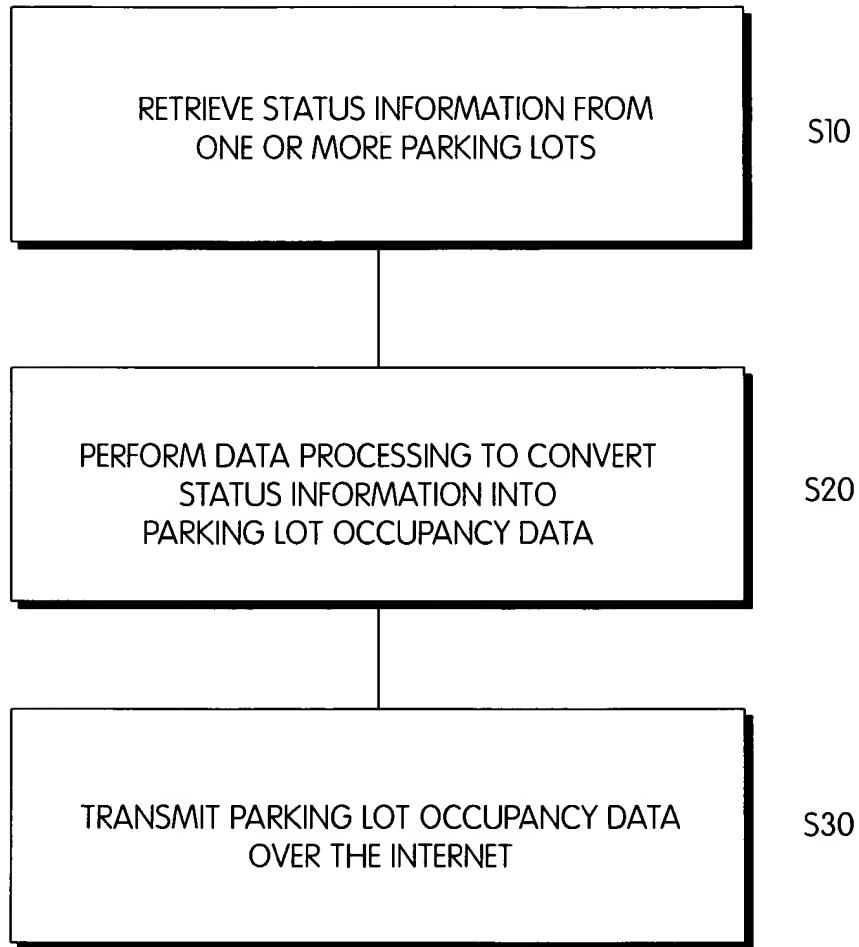 RETRIEVE STATUS INFORMATION FROM
ONE OR MORE PARKING LOTS
S10
PERFORM DATA PROCESSING TO CONVERT
STATUS INFORMATION INTO
PARKING LOT OCCUPANCY DATA
S20
TRANSMIT PARKING LOT OCCUPANCY DATA
OVER THE INTERNET
S30